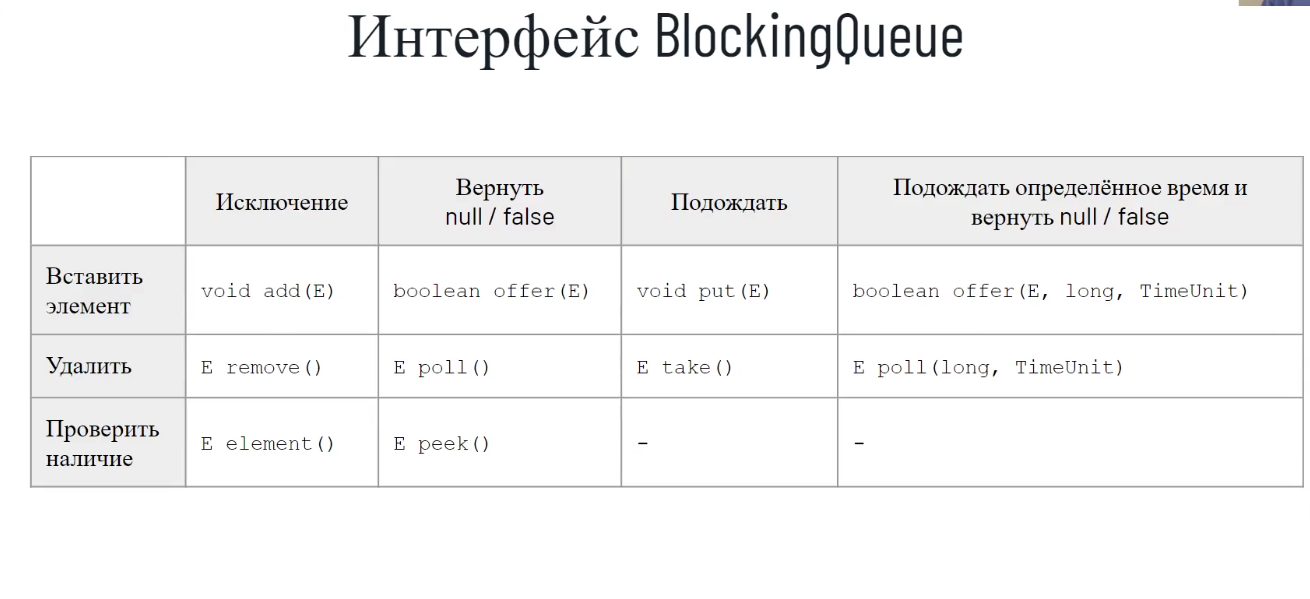 Интерфейс BlockingQueue
Исключение
Вернуть
null / false
Подождать
Подождать определённое время и
вернуть null / false
Вставить
элемент
void add(E)
boolean offer(E)
void put(E)
boolean offer(E, long, TimeUnit)
Удалить
E remove()
E poll()
E take()
E poll(long, TimeUnit)
Проверить
наличие
E element()
E peek()
-
-